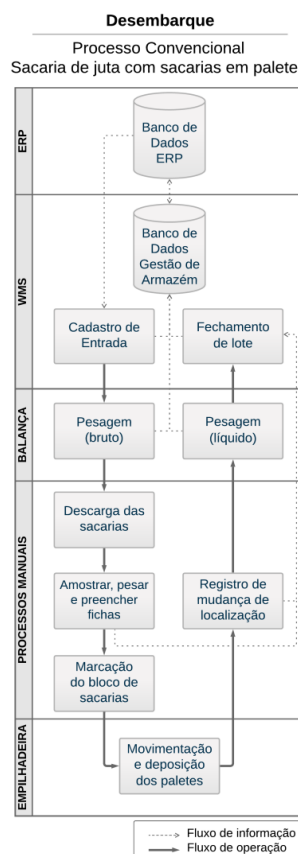 Desembarque
Processo Convencional
Sacaria de juta com sacarias em palete
ERP
Banco de
Dados
ERP
WMS
Banco de
Dados
Gestão de
Armazém
Cadastro de
Entrada
Fechamento
de lote
BALANÇA
Pesagem
(bruto)
Pesagem
(líquido)
PROCESSOS MANUAIS
Descarga das
sacarias
Amostrar, pesar
e preencher
fichas
Registro de
mudança de
localização
Marcação
do bloco de
sacarias
EMPILHADEIRA
Movimentação
e deposição
dos paletes
Fluxo de informação
Fluxo de operação